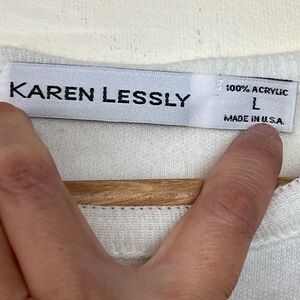 KAREN LESSLY
100% ACRYLIC
L
MADE IN U.S.A.